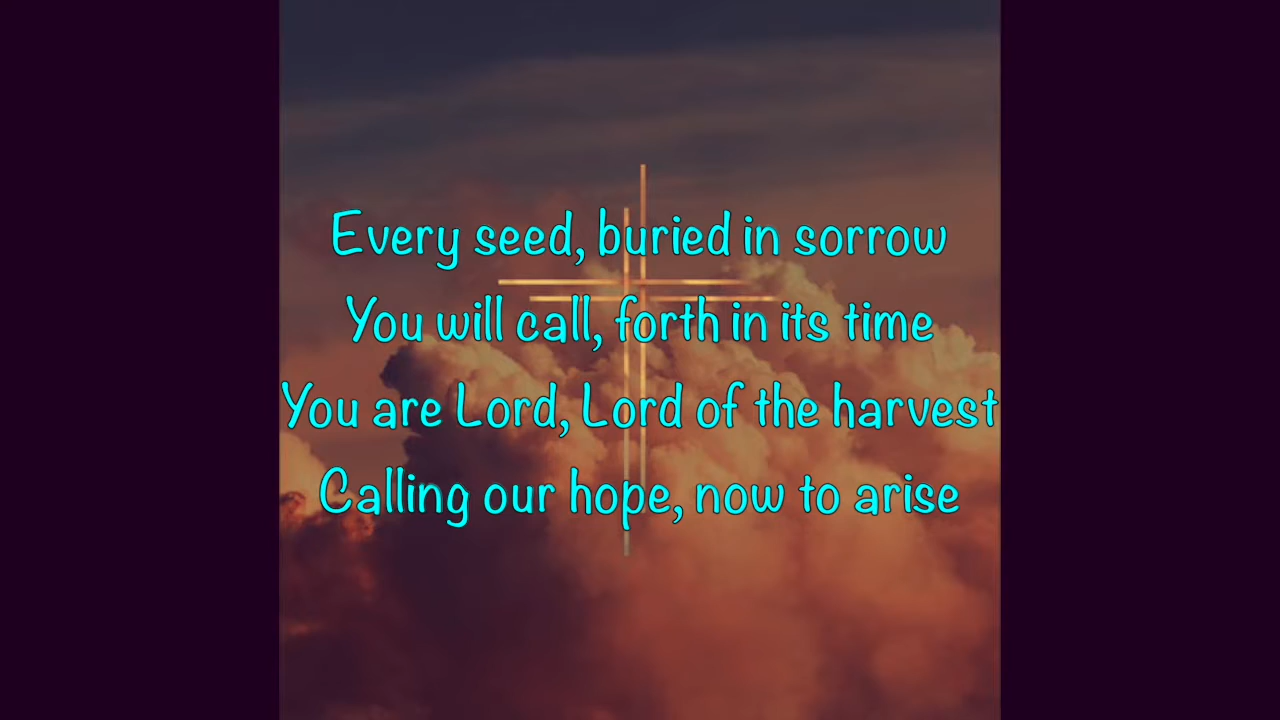 Every seed, buried in sorrow
You will call, forth in its time
You are Lord, Lord of the harvest
Calling our hope, now to arise